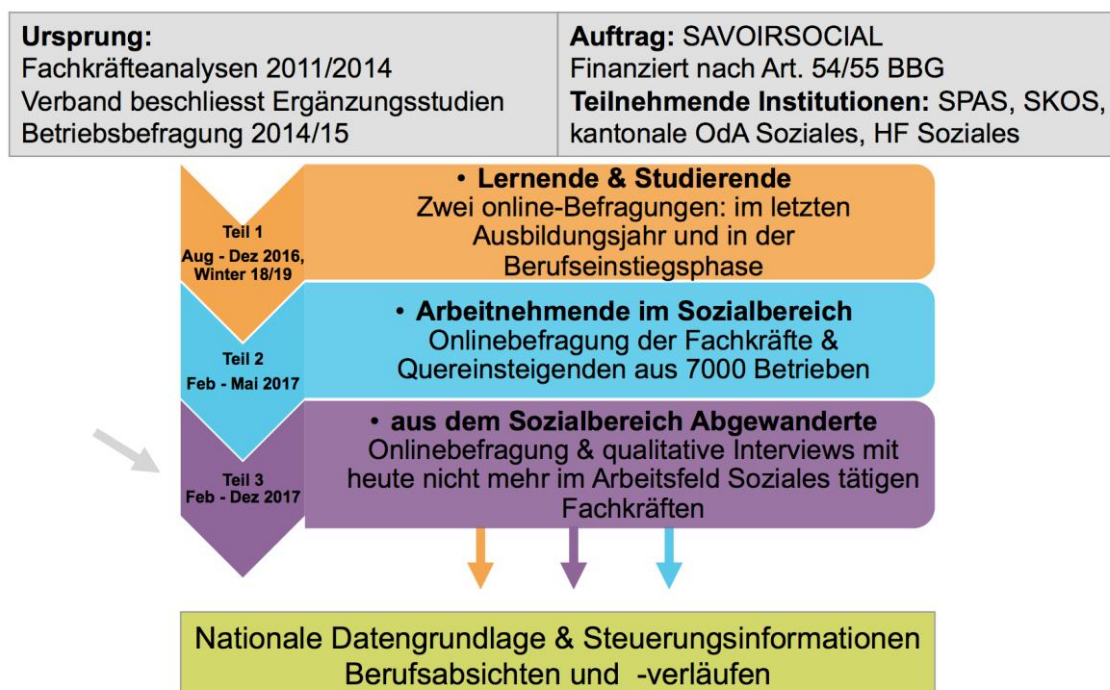 Ursprung:
Fachkräfteanalysen 2011/2014
Verband beschliesst Ergänzungsstudien
Betriebsbefragung 2014/15
Auftrag: SAVOIRSOCIAL
Finanziert nach Art. 54/55 BBG
Teilnehmende Institutionen: SPAS, SKOS,
kantonale OdA Soziales, HF Soziales
Teil 1
Aug - Dez 2016,
Winter 18/19
• Lernende & Studierende
Zwei online-Befragungen: im letzten
Ausbildungsjahr und in der
Berufseinstiegsphase
Teil 2
Feb - Mai 2017
• Arbeitnehmende im Sozialbereich
Onlinebefragung der Fachkräfte &
Quereinsteigenden aus 7000 Betrieben
Teil 3
Feb - Dez 2017
• aus dem Sozialbereich Abgewanderte
Onlinebefragung & qualitative Interviews mit
heute nicht mehr im Arbeitsfeld Soziales tätigen
Fachkräften
Nationale Datengrundlage & Steuerungsinformationen
Berufsabsichten und -verläufen